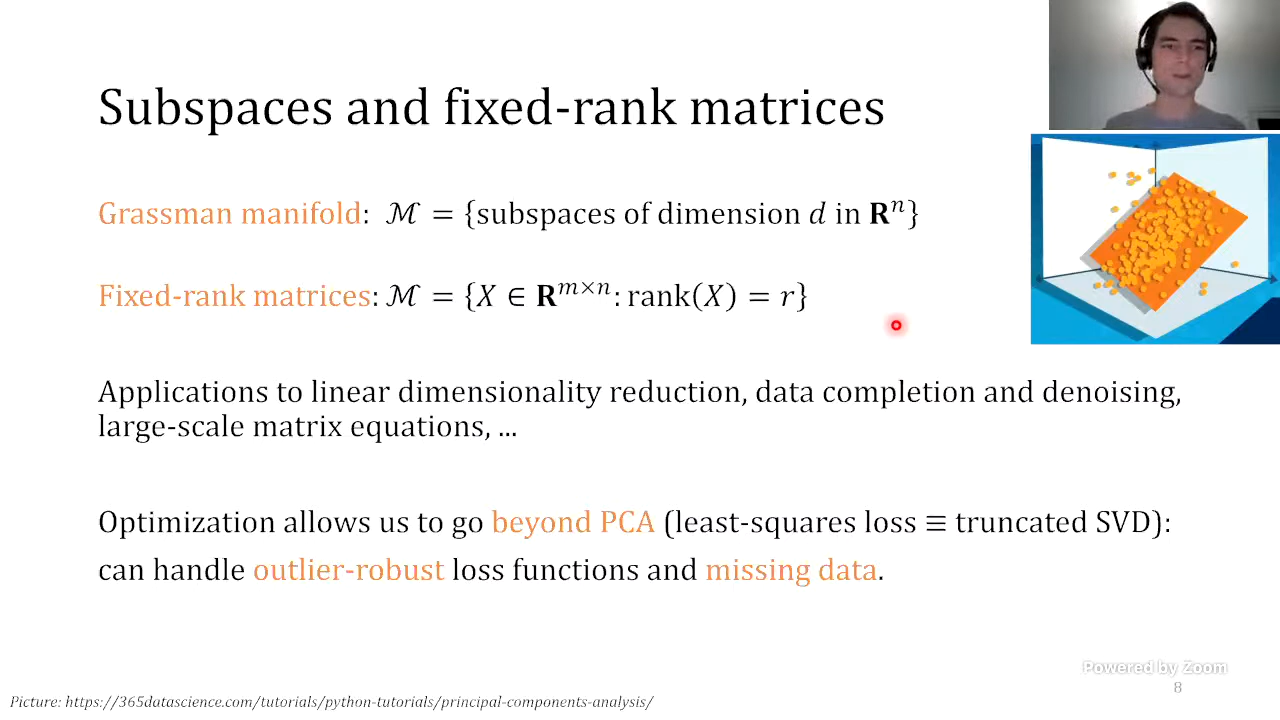 Subspaces and fixed-rank matrices
Grassman manifold: ℳ = {subspaces of dimension d in Rⁿ}
Fixed-rank matrices: ℳ = {X ∈ Rᵐˣⁿ: rank(X) = r}
Applications to linear dimensionality reduction, data completion and denoising,
large-scale matrix equations, ...
Optimization allows us to go beyond PCA (least-squares loss ≡ truncated SVD):
can handle outlier-robust loss functions and missing data.
Powered by Zoom
8
Picture: https://365datascience.com/tutorials/python-tutorials/principal-components-analysis/